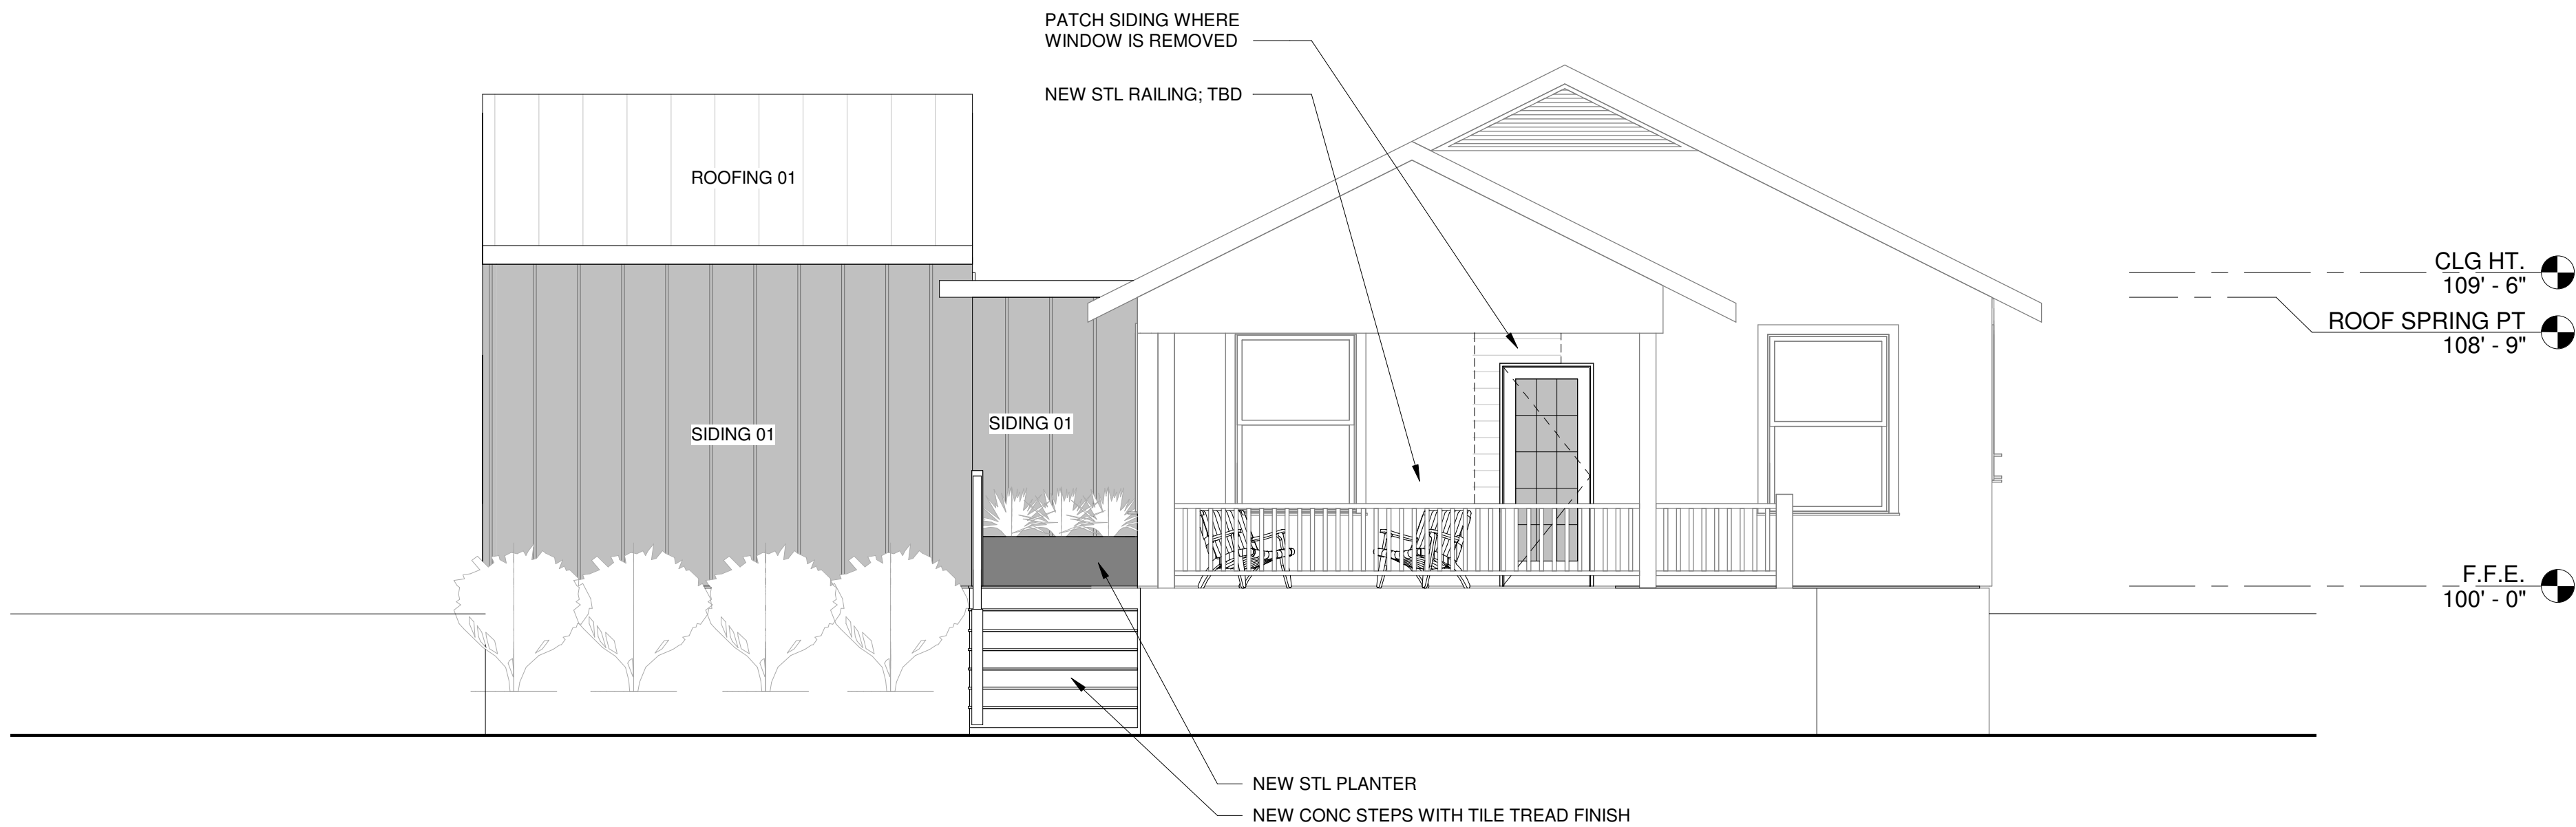 PATCH SIDING WHERE
WINDOW IS REMOVED
NEW STL RAILING; TBD
ROOFING 01
SIDING 01
SIDING 01
CLG HT.
109' - 6"
ROOF SPRING PT
108' - 9"
F.F.E.
100' - 0"
NEW STL PLANTER
NEW CONC STEPS WITH TILE TREAD FINISH